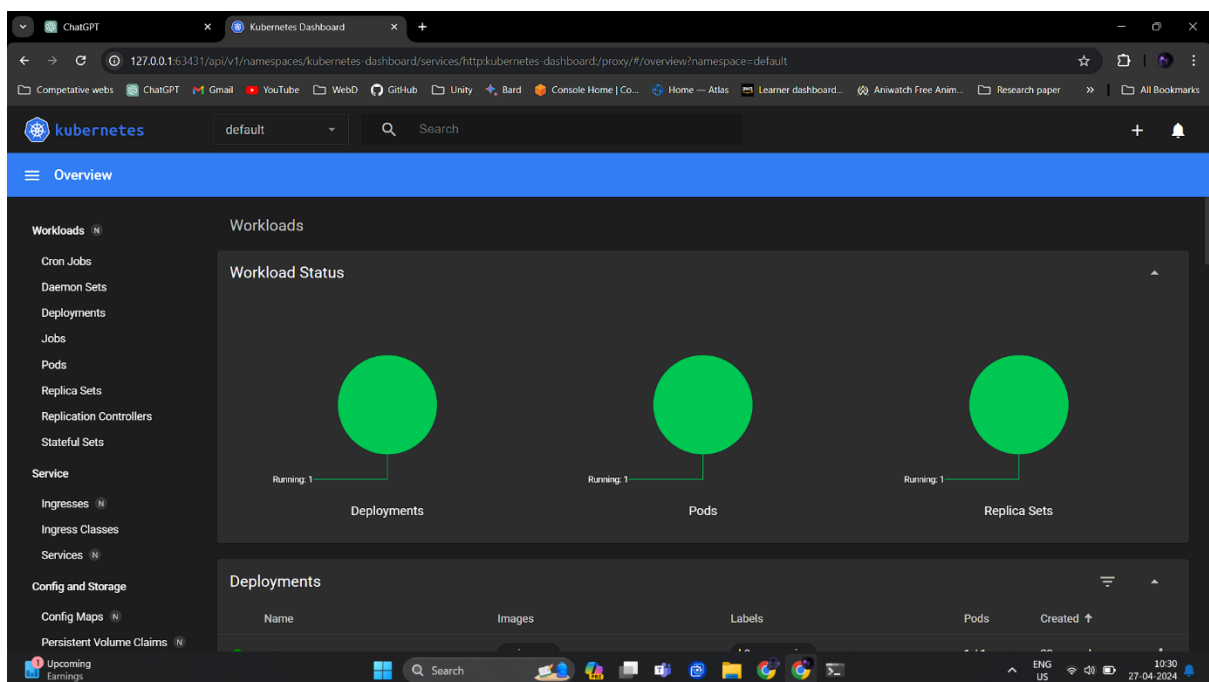 ChatGPT
Kubernetes Dashboard
127.0.0.1:63431/api/v1/namespaces/kubernetes-dashboard/services/http:kubernetes-dashboard:/proxy/#/overview?namespace=default
Competative webs ChatGPT Gmail YouTube WebD GitHub Unity Bard Console Home | Co... Home — Atlas Learner dashboard... Aniwatch Free Anim... Research paper » All Bookmarks
kubernetes default Search
Overview
Workloads N
Cron Jobs
Daemon Sets
Deployments
Jobs
Pods
Replica Sets
Replication Controllers
Stateful Sets
Service
Ingresses N
Ingress Classes
Services N
Config and Storage
Config Maps N
Persistent Volume Claims N
Workloads
Workload Status
Running: 1 Running: 1 Running: 1
Deployments Pods Replica Sets
Deployments
Name Images Labels Pods Created
1
Upcoming
Earnings
Search
PRE
ENG
US
10:30
27-04-2024